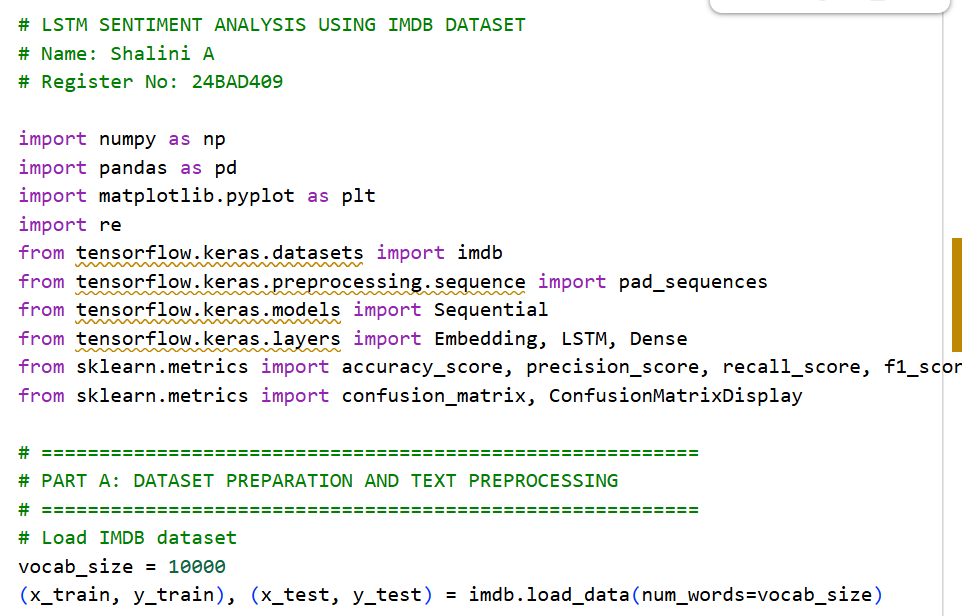 # LSTM SENTIMENT ANALYSIS USING IMDB DATASET
# Name: Shalini A
# Register No: 24BAD409
import numpy as np
import pandas as pd
import matplotlib.pyplot as plt
import re
from tensorflow.keras.datasets import imdb
from tensorflow.keras.preprocessing.sequence import pad_sequences
from tensorflow.keras.models import Sequential
from tensorflow.keras.layers import Embedding, LSTM, Dense
from sklearn.metrics import accuracy_score, precision_score, recall_score, f1_scor
from sklearn.metrics import confusion_matrix, ConfusionMatrixDisplay
# =========================================================
# PART A: DATASET PREPARATION AND TEXT PREPROCESSING
# =========================================================
# Load IMDB dataset
vocab_size = 10000
(x_train, y_train), (x_test, y_test) = imdb.load_data(num_words=vocab_size)